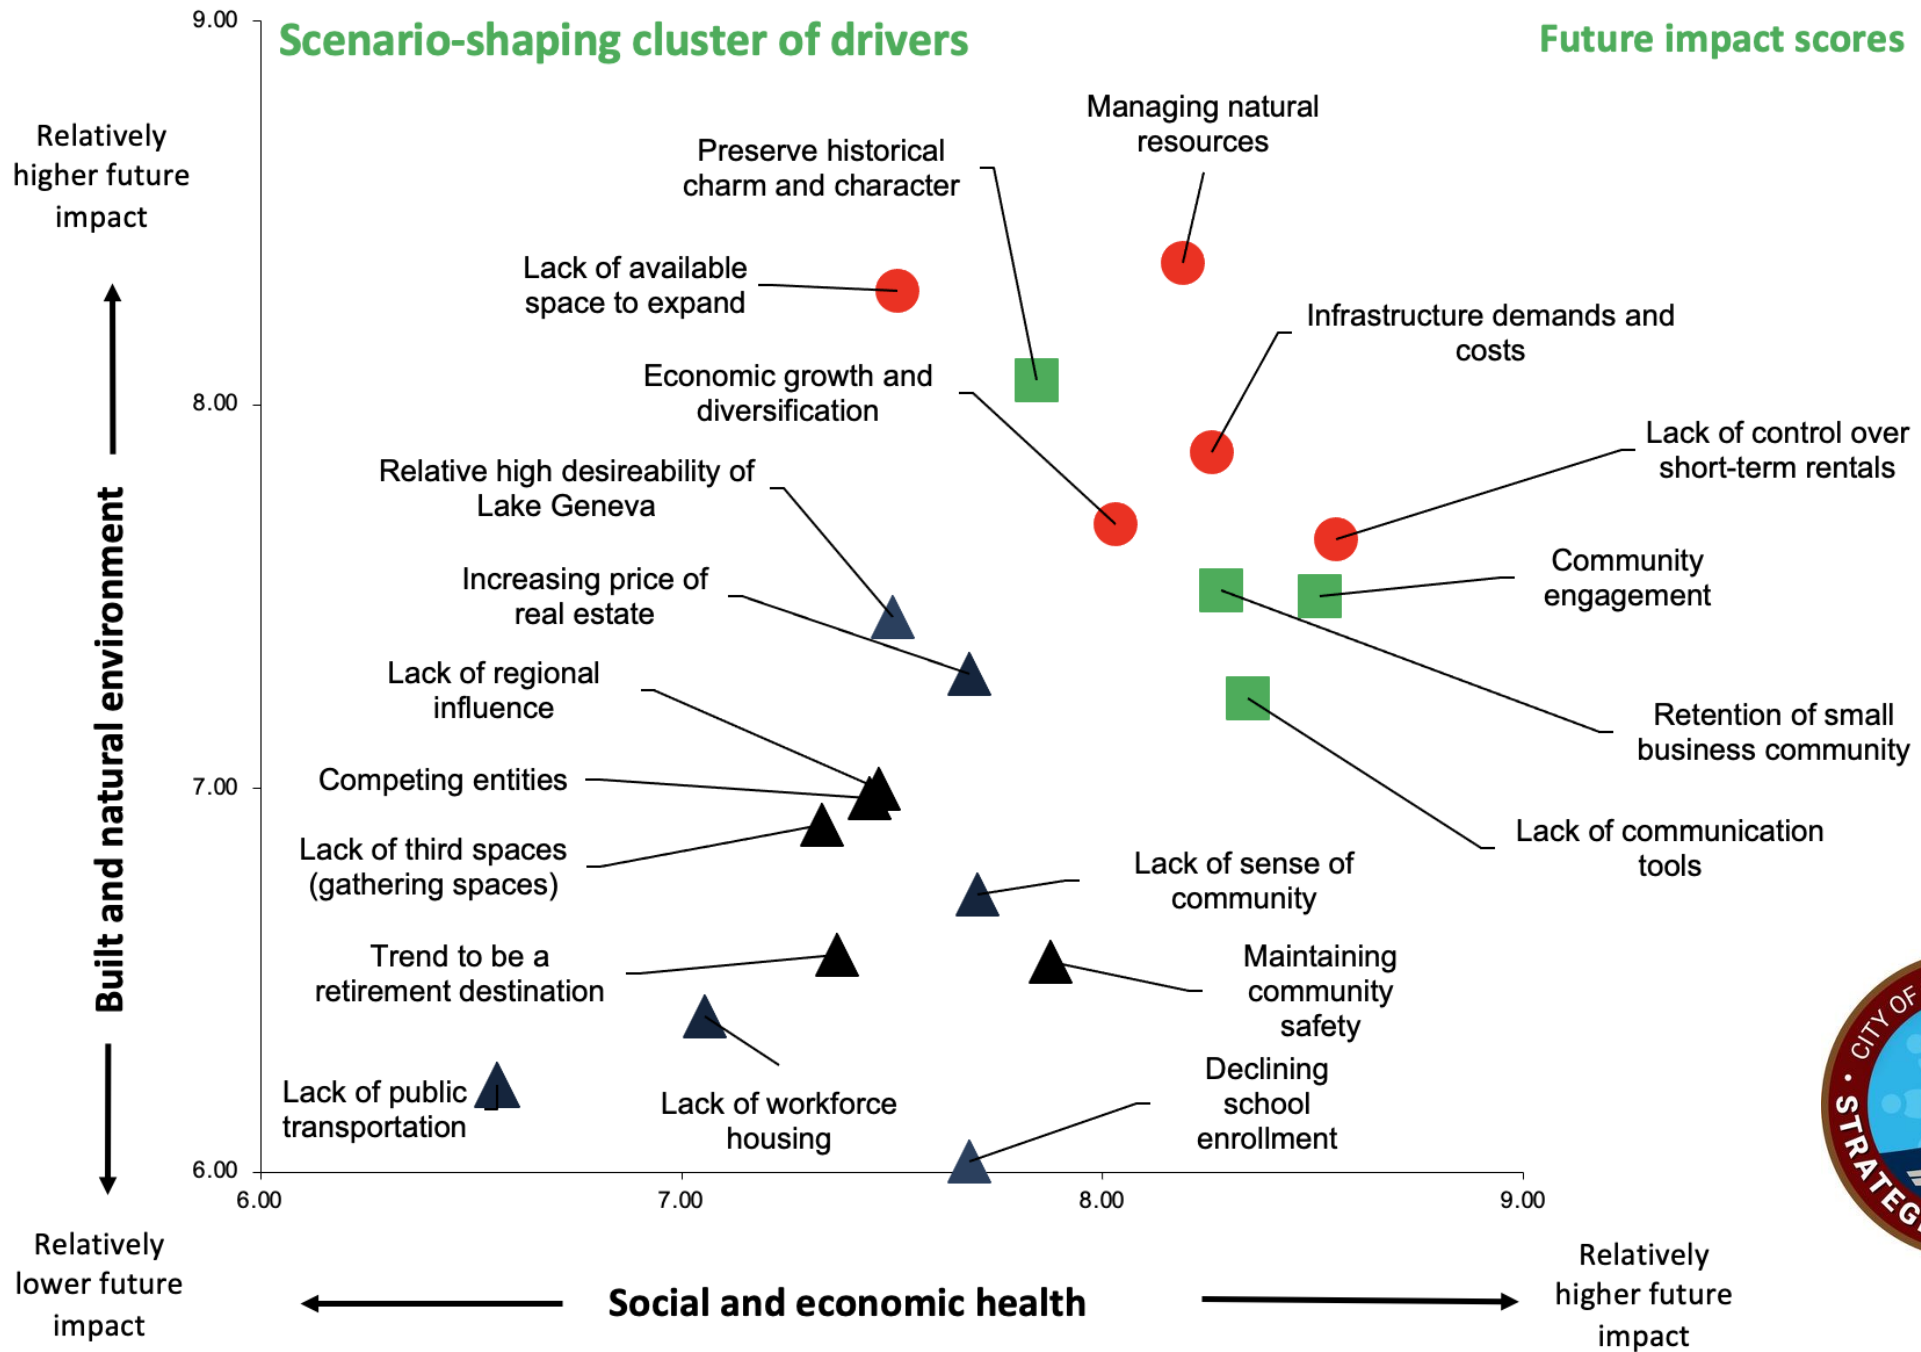 9.00
Scenario-shaping cluster of drivers
Future impact scores
Managing natural
resources
Relatively
higher future
impact
Preserve historical
charm and character
Lack of available
space to expand
Infrastructure demands and
costs
Economic growth and
diversification
8.00
Lack of control over
short-term rentals
Relative high desireability of
Lake Geneva
Community
engagement
Increasing price of
real estate
Built and natural environment
Lack of regional
influence
Retention of small
business community
Competing entities
7.00
Lack of communication
tools
Lack of third spaces
(gathering spaces)
Lack of sense of
community
Trend to be a
retirement destination
Maintaining
community
safety
CITY OF
Declining
school
enrollment
Lack of public
transportation
Lack of workforce
housing
6.00
6.00
7.00
8.00
9.00
Relatively
lower future
impact
Social and economic health
Relatively
higher future
impact